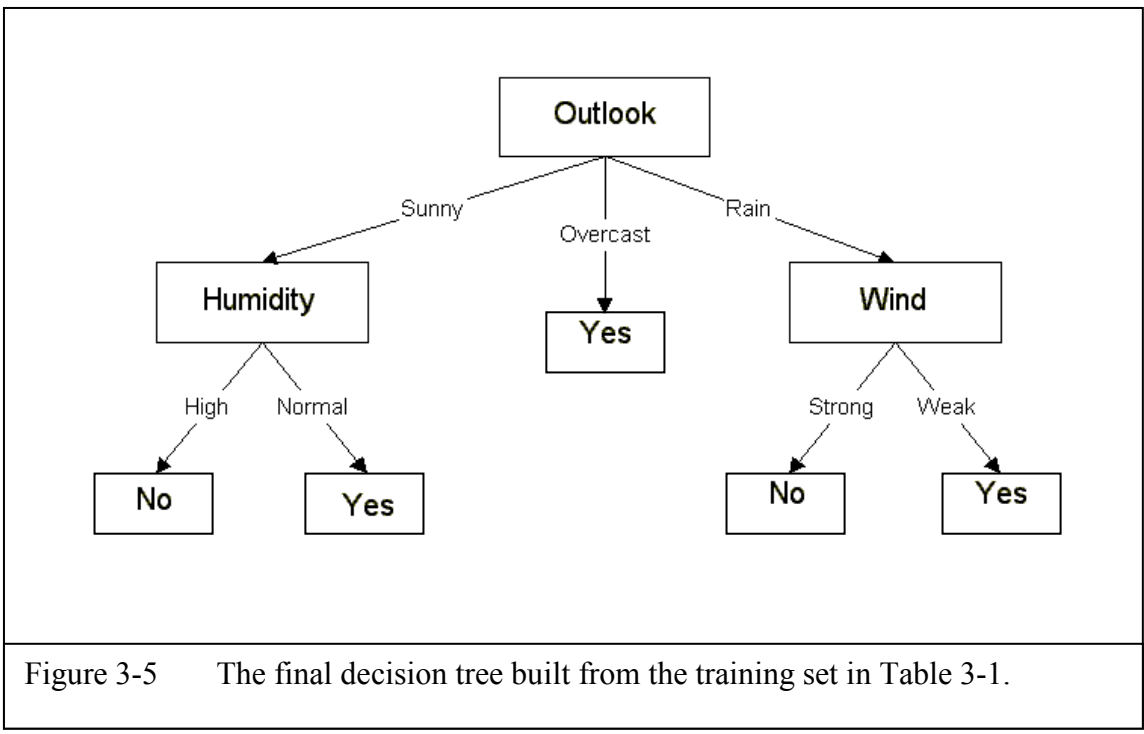 Outlook
Sunny
Overcast
Rain
Humidity
Yes
Wind
High
Normal
Strong
Weak
No
Yes
No
Yes
Figure 3-5 The final decision tree built from the training set in Table 3-1.